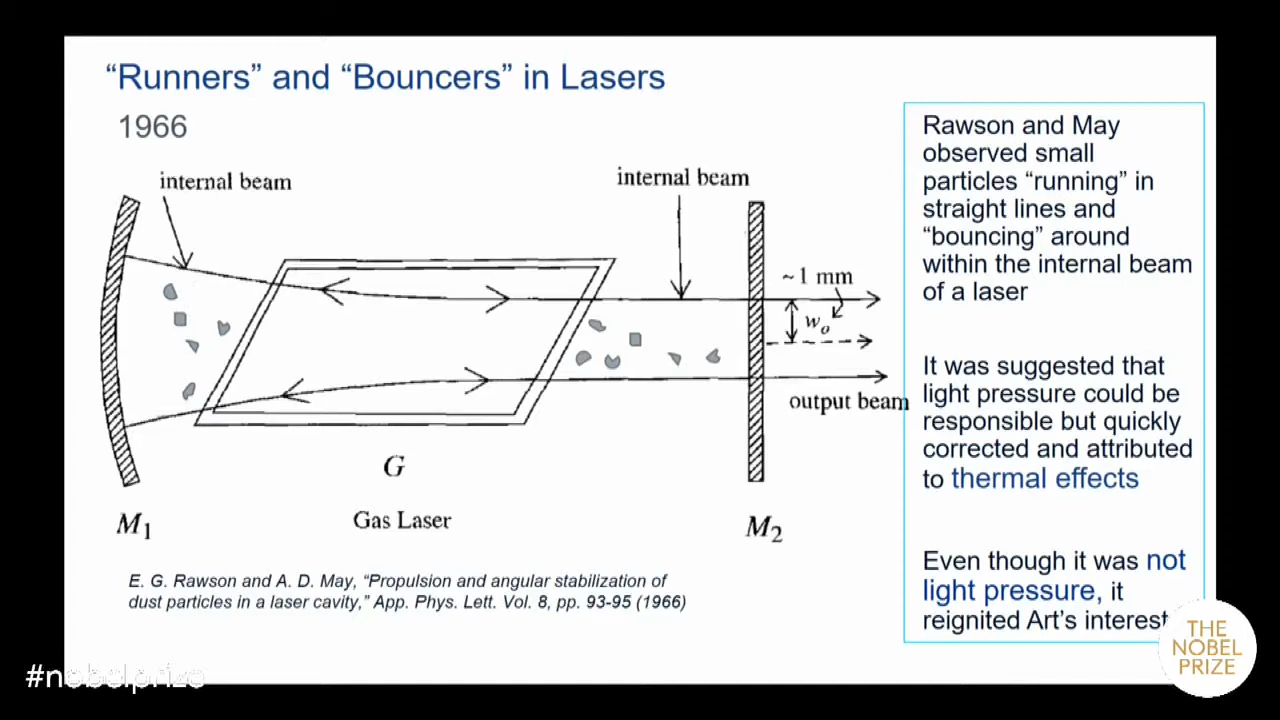 “Runners” and “Bouncers” in Lasers
1966
internal beam
internal beam
~1 mm
wo
output beam
G
Gas Laser
M1
M2
E. G. Rawson and A. D. May, “Propulsion and angular stabilization of
dust particles in a laser cavity,” App. Phys. Lett. Vol. 8, pp. 93-95 (1966)
Rawson and May
observed small
particles “running” in
straight lines and
“bouncing” around
within the internal beam
of a laser
It was suggested that
light pressure could be
responsible but quickly
corrected and attributed
to thermal effects
Even though it was not
light pressure, it
reignited Art’s interest
THE
NOBEL
PRIZE
#nobelprize